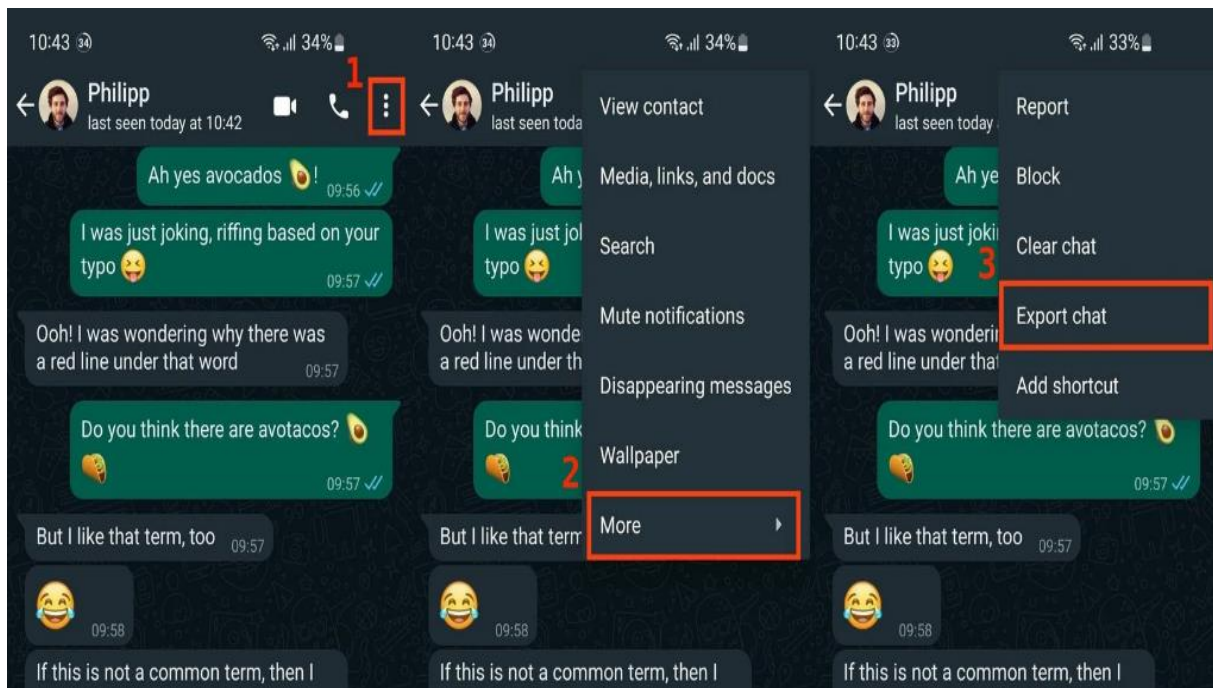 10:43 34 34%
1
Philipp
last seen today at 10:42
Ah yes avocados 🥑!
09:56
I was just joking, riffing based on your
typo 😝
09:57
Ooh! I was wondering why there was
a red line under that word
09:57
Do you think there are avotacos? 🥑
🌮
09:57
But I like that term, too 09:57
😂
09:58
If this is not a common term, then I
10:43 34 34%
Philipp
last seen toda
View contact
Ah y
Media, links, and docs
I was just jol
typo 😝
Search
Mute notifications
Ooh! I was wonde
a red line under th
Disappearing messages
Do you think
🌮
Wallpaper
2
More
But I like that term
😂
09:58
If this is not a common term, then I
10:43 33 33%
Philipp
last seen today
Report
Ah ye
Block
I was just joki
typo 😝
3
Clear chat
Export chat
Ooh! I was wonderi
a red line under that
Add shortcut
Do you think there are avotacos? 🥑
🌮
09:57
But I like that term, too 09:57
😂
09:58
If this is not a common term, then I